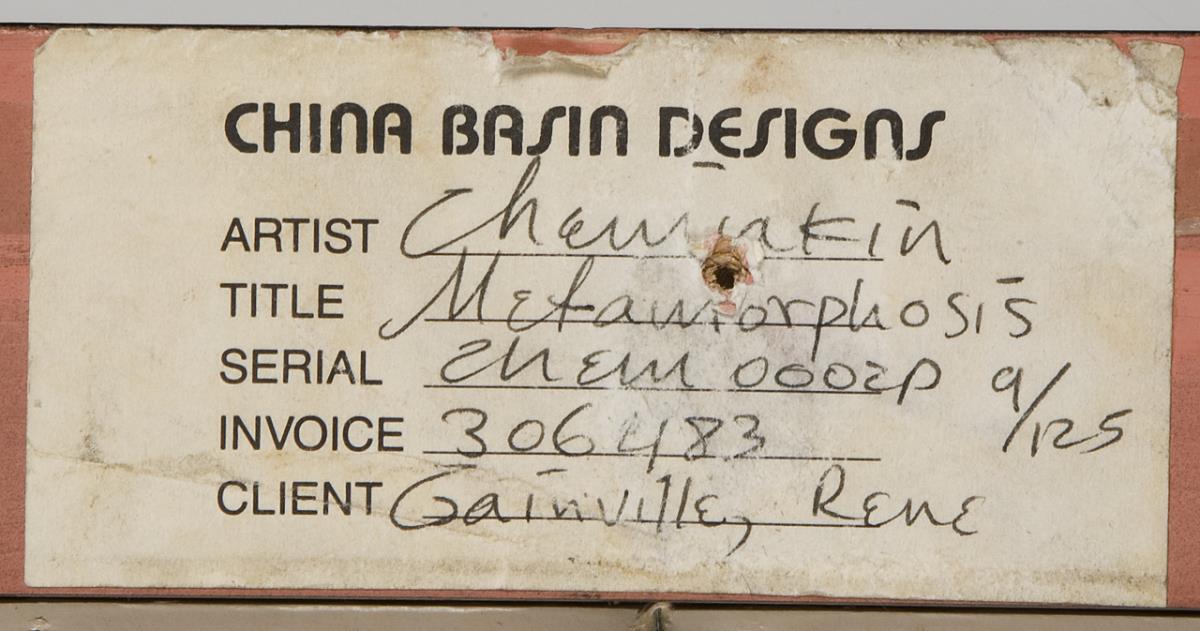 CHINA BASIN DESIGNS
ARTIST Chemiakin
TITLE Metamorphosis
SERIAL Chem 0002P 9/125
INVOICE 306483
CLIENT Gainville, Rene